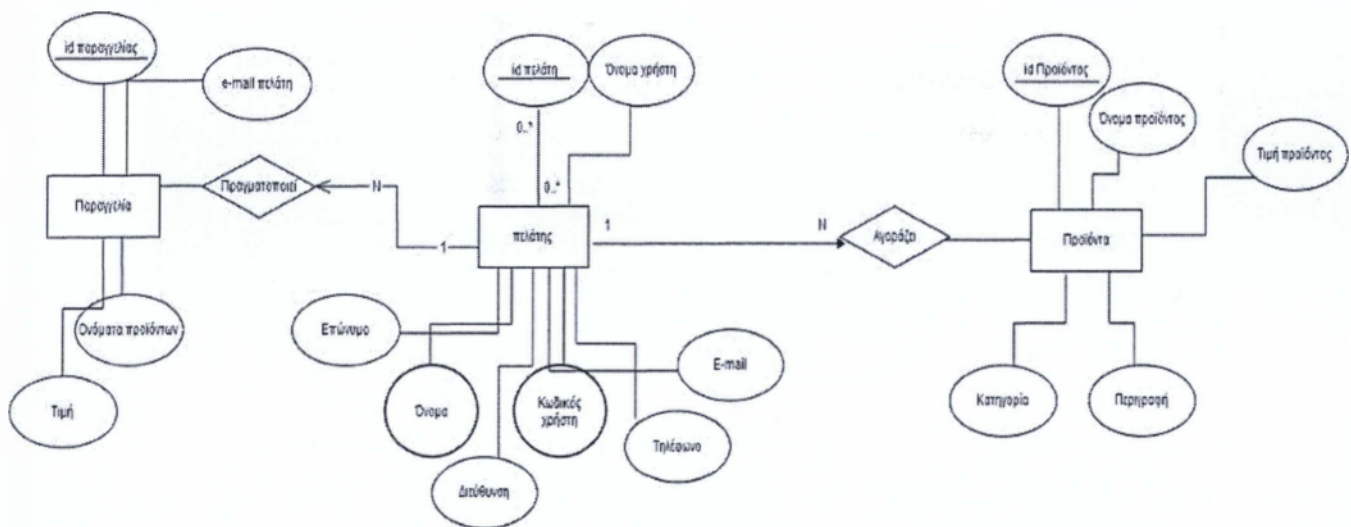 id παραγγελίας
e-mail πελάτη
Πραγματοποιεί
Παραγγελία
Ονόματα προϊόντων
Τιμή
N
1
id πελάτη
Όνομα χρήστη
0..*
0..*
πελάτης
1
N
Επώνυμο
Όνομα
Διεύθυνση
Κωδικός
χρήστη
Τηλέφωνο
E-mail
Αγοράζει
id Προϊόντος
Όνομα προϊόντος
Τιμή προϊόντος
Προϊόντα
Κατηγορία
Περιγραφή